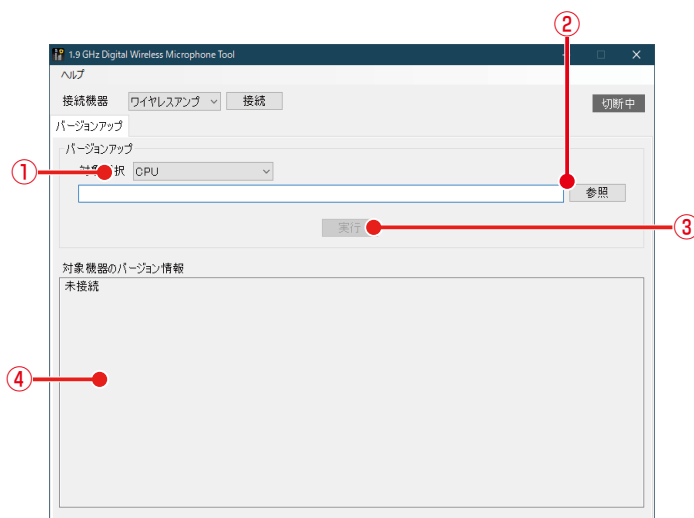 ②
1.9 GHz Digital Wireless Microphone Tool
ヘルプ
接続機器 ワイヤレスアンプ 接続 切断中
バージョンアップ
バージョンアップ
① 択 CPU
参照
実行 ③
対象機器のバージョン情報
未接続
④